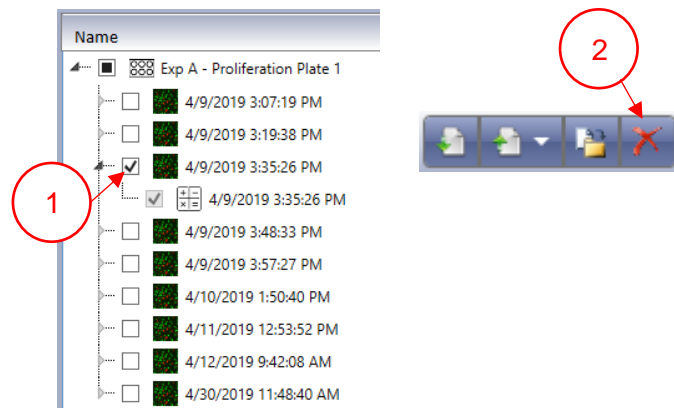 Name
Exp A - Proliferation Plate 1
4/9/2019 3:07:19 PM
4/9/2019 3:19:38 PM
4/9/2019 3:35:26 PM
4/9/2019 3:35:26 PM
4/9/2019 3:48:33 PM
4/9/2019 3:57:27 PM
4/10/2019 1:50:40 PM
4/11/2019 12:53:52 PM
4/12/2019 9:42:08 AM
4/30/2019 11:48:40 AM
1
2